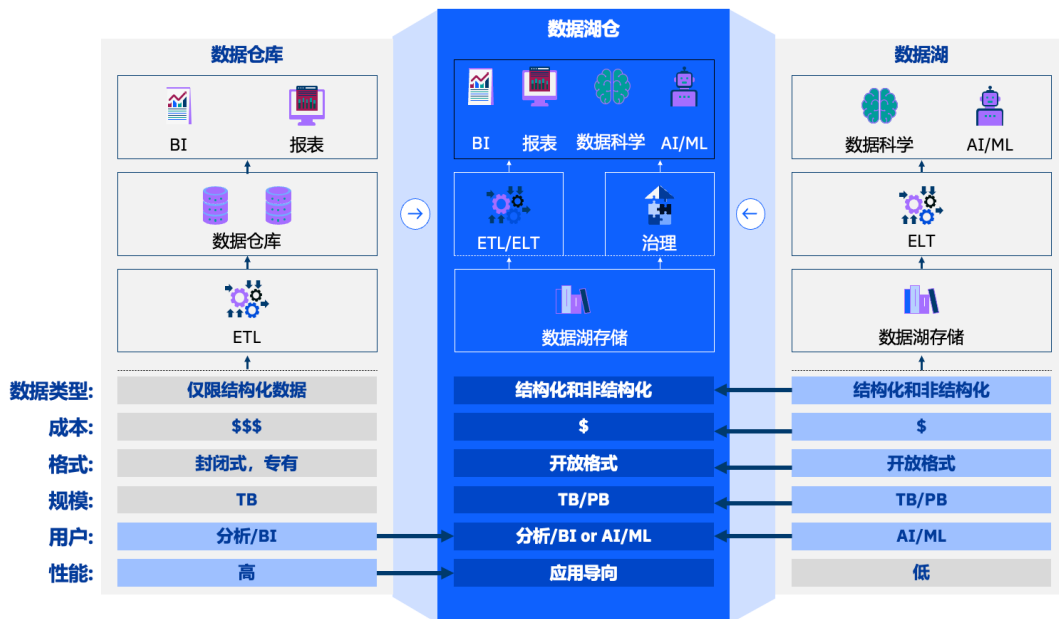 数据仓库
BI
报表
数据仓库
ETL
数据湖仓
BI
报表
数据科学
AI/ML
ETL/ELT
治理
数据湖存储
数据湖
数据科学
AI/ML
ELT
数据湖存储
数据类型: 仅限结构化数据 结构化和非结构化 结构化和非结构化
成本: $$$ $ $
格式: 封闭式，专有 开放格式 开放格式
规模: TB TB/PB TB/PB
用户: 分析/BI 分析/BI or AI/ML AI/ML
性能: 高 应用导向 低